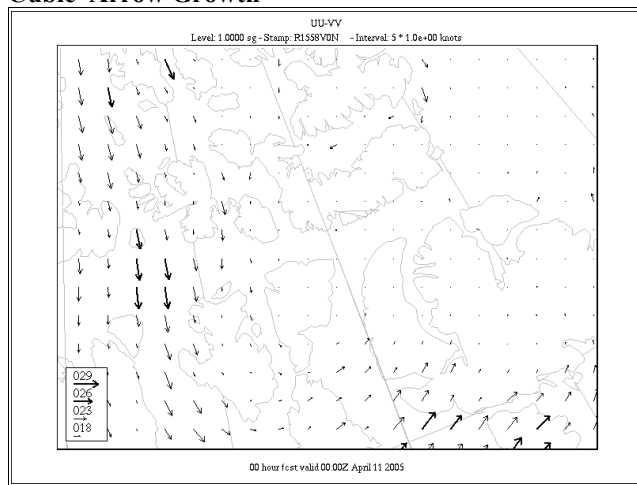 Cubic Arrow Growth
UU-VV
Level: 1.0000 sg - Stamp: R1558V0N - Interval: 5 * 1.0e+00 knots
029
026
023
018
00 hour fcst valid 00:00Z April 11 2005